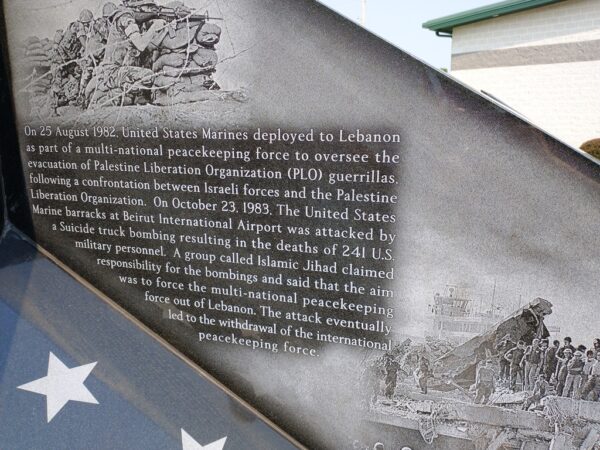 On 25 August 1982, United States Marines deployed to Lebanon
as part of a multi-national peacekeeping force to oversee the
evacuation of Palestine Liberation Organization (PLO) guerrillas,
following a confrontation between Israeli forces and the Palestine
Liberation Organization. On October 23, 1983, The United States
Marine barracks at Beirut International Airport was attacked by
a Suicide truck bombing resulting in the deaths of 241 U.S.
military personnel. A group called Islamic Jihad claimed
responsibility for the bombings and said that the aim
was to force the multi-national peacekeeping
force out of Lebanon. The attack eventually
led to the withdrawal of the international
peacekeeping force.